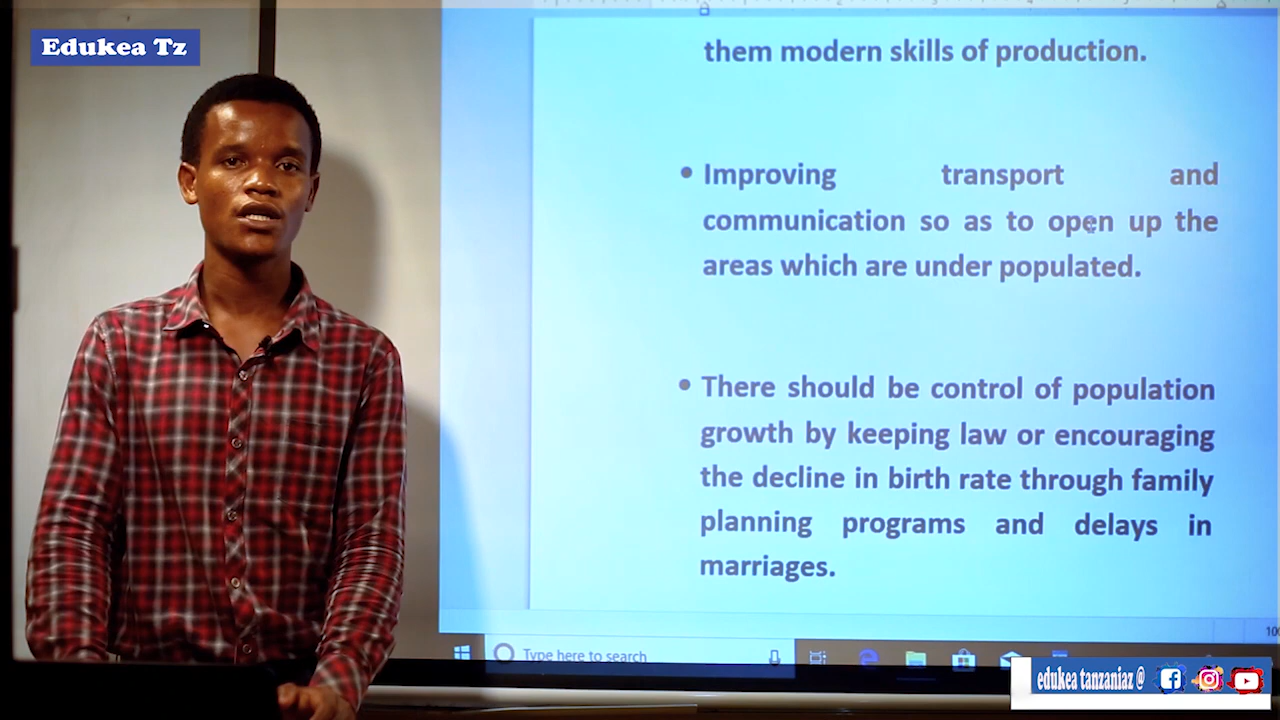 Edukea Tz
them modern skills of production.
• Improving transport and
communication so as to open up the
areas which are under populated.
• There should be control of population
growth by keeping law or encouraging
the decline in birth rate through family
planning programs and delays in
marriages.
Type here to search
edukea tanzaniaz @